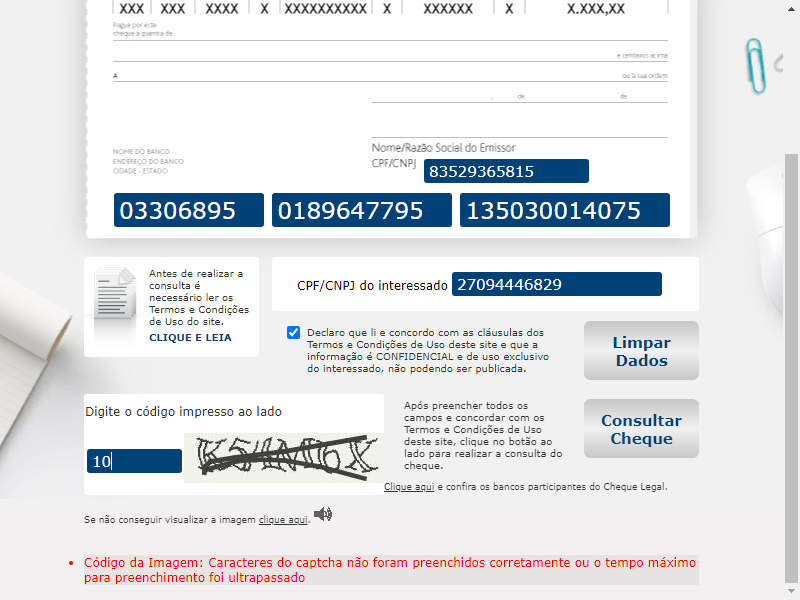 XXX XXX XXXX X XXXXXXXXXX X XXXXXX X X.XXX,XX
Pague por este
cheque a quantia de
e centavos acima
A ou à sua ordem
, de de
Nome/Razão Social do Emissor
NOME DO BANCO
ENDEREÇO DO BANCO
CIDADE - ESTADO
CPF/CNPJ 83529365815
03306895 0189647795 135030014075
Antes de realizar a
consulta é
necessário ler os
Termos e Condições
de Uso do site.
CLIQUE E LEIA
CPF/CNPJ do interessado 27094446829
Declaro que li e concordo com as cláusulas dos
Termos e Condições de Uso deste site e que a
informação é CONFIDENCIAL e de uso exclusivo
do interessado, não podendo ser publicada.
Limpar
Dados
Digite o código impresso ao lado
10
Após preencher todos os
campos e concordar com os
Termos e Condições de Uso
deste site, clique no botão ao
lado para realizar a consulta do
cheque.
Consultar
Cheque
Clique aqui e confira os bancos participantes do Cheque Legal.
Se não conseguir visualizar a imagem clique aqui.
Código da Imagem: Caracteres do captcha não foram preenchidos corretamente ou o tempo máximo
para preenchimento foi ultrapassado